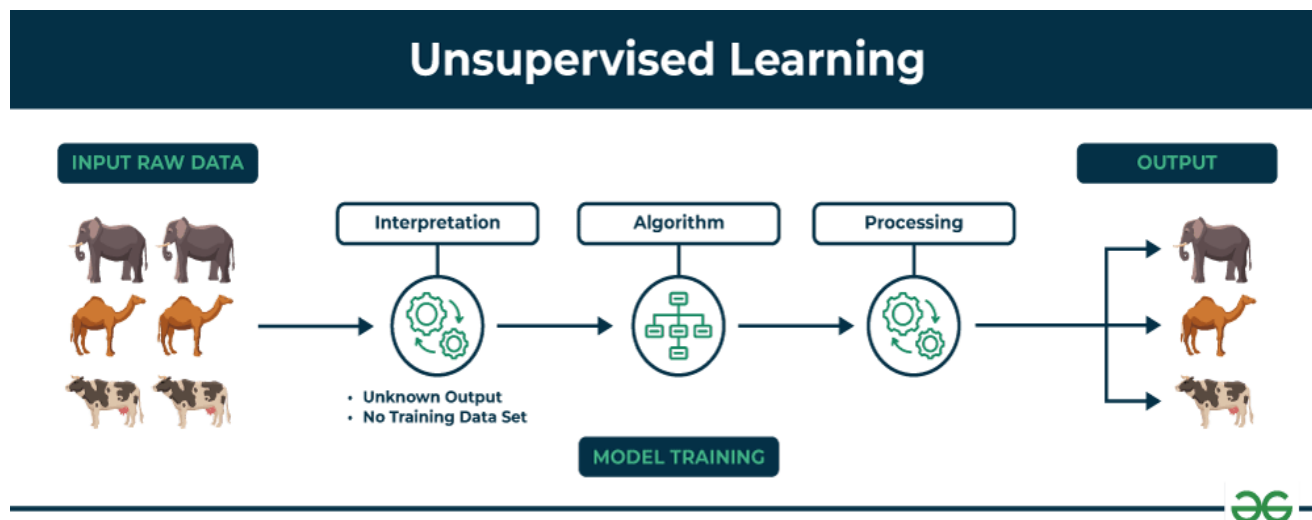 Unsupervised Learning
INPUT RAW DATA
OUTPUT
Interpretation
Algorithm
Processing
• Unknown Output
• No Training Data Set
MODEL TRAINING